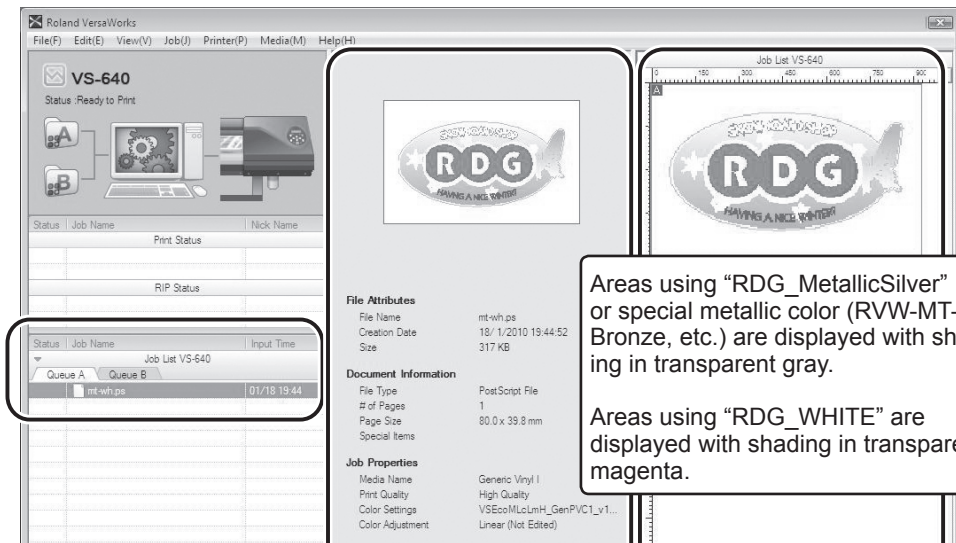 Roland VersaWorks
File(F) Edit(E) View(V) Job(J) Printer(P) Media(M) Help(H)
VS-640
Status :Ready to Print
A
B
Status Job Name Nick Name
Print Status
RIP Status
Status Job Name Input Time
Job List VS-640
Queue A Queue B
mt-wh.ps 01/18 19:44
RDG
HAVING A NICE WINTER!
File Attributes
File Name mt-wh.ps
Creation Date 18/ 1/2010 19:44:52
Size 317 KB
Document Information
File Type PostScript File
# of Pages 1
Page Size 80.0 x 39.8 mm
Special Items
Job Properties
Media Name Generic Vinyl I
Print Quality High Quality
Color Settings VSEcoMLcLmH_GenPVC1_v1...
Color Adjustment Linear (Not Edited)
Job List VS-640
0 150 300 450 600 750 900
A
RDG
HAVING A NICE WINTER!
Areas using “RDG_MetallicSilver”
or special metallic color (RVW-MT-
Bronze, etc.) are displayed with sh
ing in transparent gray.
Areas using “RDG_WHITE” are
displayed with shading in transpare
magenta.